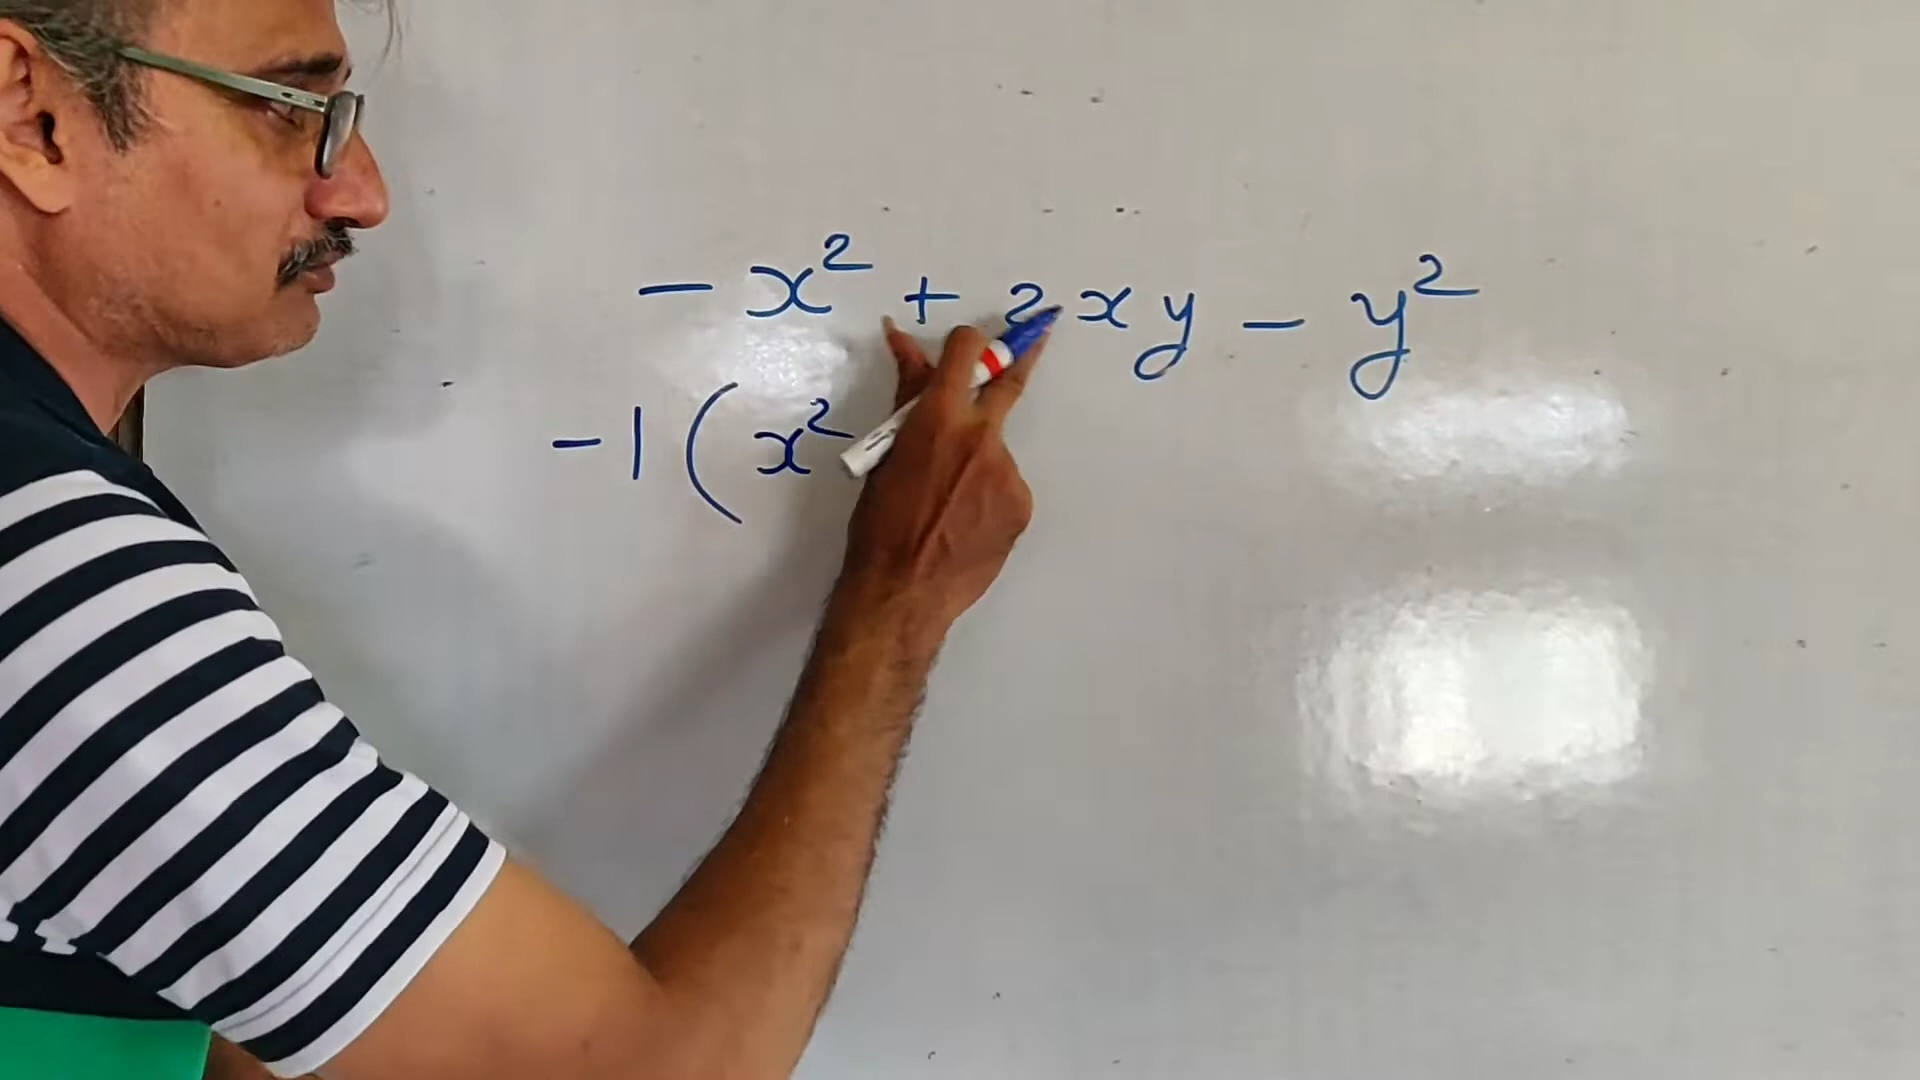 - x² + 2xy - y²
-1 ( x²